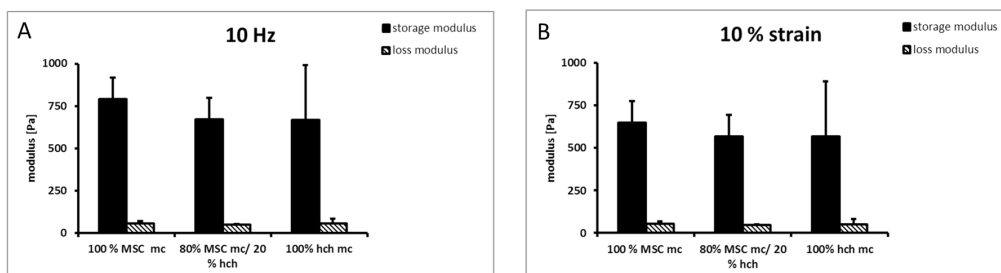 A
10 Hz
storage modulus
loss modulus
1000
750
500
250
0
modulus [Pa]
100 % MSC mc
80% MSC mc/ 20
% hch
100% hch mc
B
10 % strain
storage modulus
loss modulus
1000
750
500
250
0
modulus [Pa]
100 % MSC mc
80% MSC mc/ 20
% hch
100% hch mc